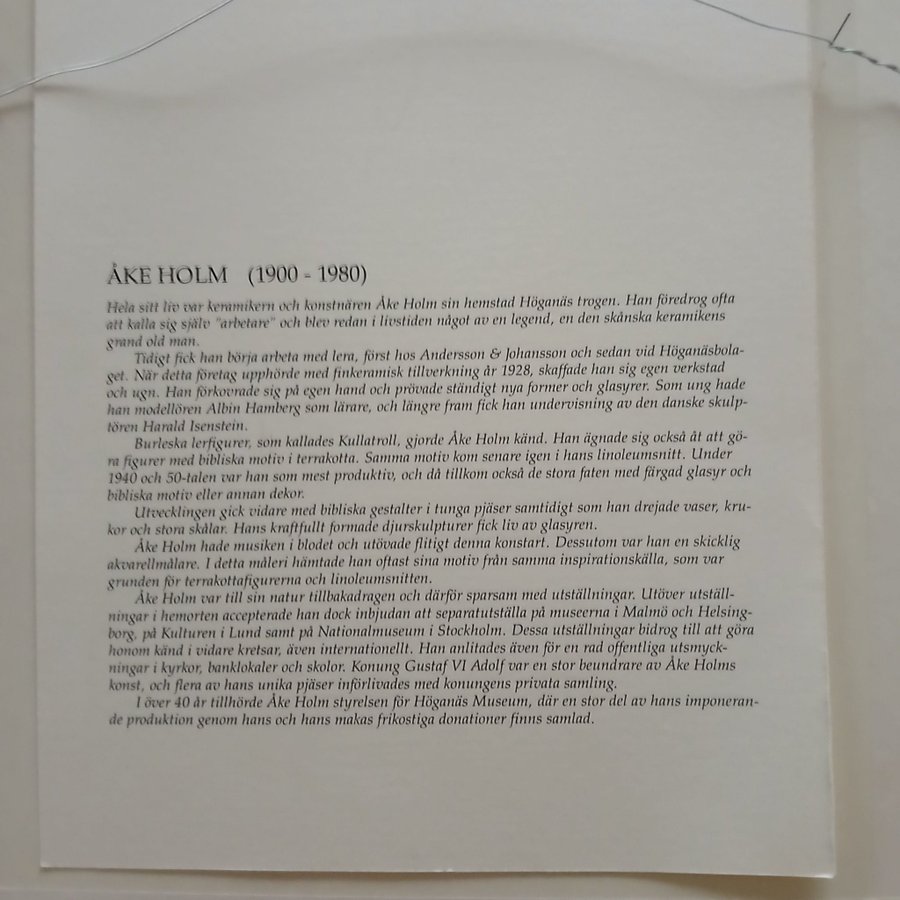 ÅKE HOLM (1900 - 1980)
Hela sitt liv var keramikern och konstnären Åke Holm sin hemstad Höganäs trogen. Han föredrog ofta
att kalla sig själv "arbetare" och blev redan i livstiden något av en legend, en den skånska keramikens
grand old man.
Tidigt fick han börja arbeta med lera, först hos Andersson & Johansson och sedan vid Höganäsbola-
get. När detta företag upphörde med finkeramisk tillverkning år 1928, skaffade han sig egen verkstad
och ugn. Han förkovrade sig på egen hand och prövade ständigt nya former och glasyrer. Som ung hade
han modellören Albin Hamberg som lärare, och längre fram fick han undervisning av den danske skulp-
tören Harald Isenstein.
Burleska lerfigurer, som kallades Kullatroll, gjorde Åke Holm känd. Han ägnade sig också åt att gö-
ra figurer med bibliska motiv i terrakotta. Samma motiv kom senare igen i hans linoleumsnitt. Under
1940 och 50-talen var han som mest produktiv, och då tillkom också de stora faten med färgad glasyr och
bibliska motiv eller annan dekor.
Utvecklingen gick vidare med bibliska gestalter i tunga pjäser samtidigt som han drejade vaser, kru-
kor och stora skålar. Hans kraftfullt formade djurskulpturer fick liv av glasyren.
Åke Holm hade musiken i blodet och utövade flitigt denna konstart. Dessutom var han en skicklig
akvarellmålare. I detta måleri hämtade han oftast sina motiv från samma inspirationskälla, som var
grunden för terrakottafigurerna och linoleumsnitten.
Åke Holm var till sin natur tillbakadragen och därför sparsam med utställningar. Utöver utställ-
ningar i hemorten accepterade han dock inbjudan att separatutställa på museerna i Malmö och Helsing-
borg, på Kulturen i Lund samt på Nationalmuseum i Stockholm. Dessa utställningar bidrog till att göra
honom känd i vidare kretsar, även internationellt. Han anlitades även för en rad offentliga utsmyck-
ningar i kyrkor, banklokaler och skolor. Konung Gustaf VI Adolf var en stor beundrare av Åke Holms
konst, och flera av hans unika pjäser införlivades med konungens privata samling.
I över 40 år tillhörde Åke Holm styrelsen för Höganäs Museum, där en stor del av hans imponeran-
de produktion genom hans och hans makas frikostiga donationer finns samlad.